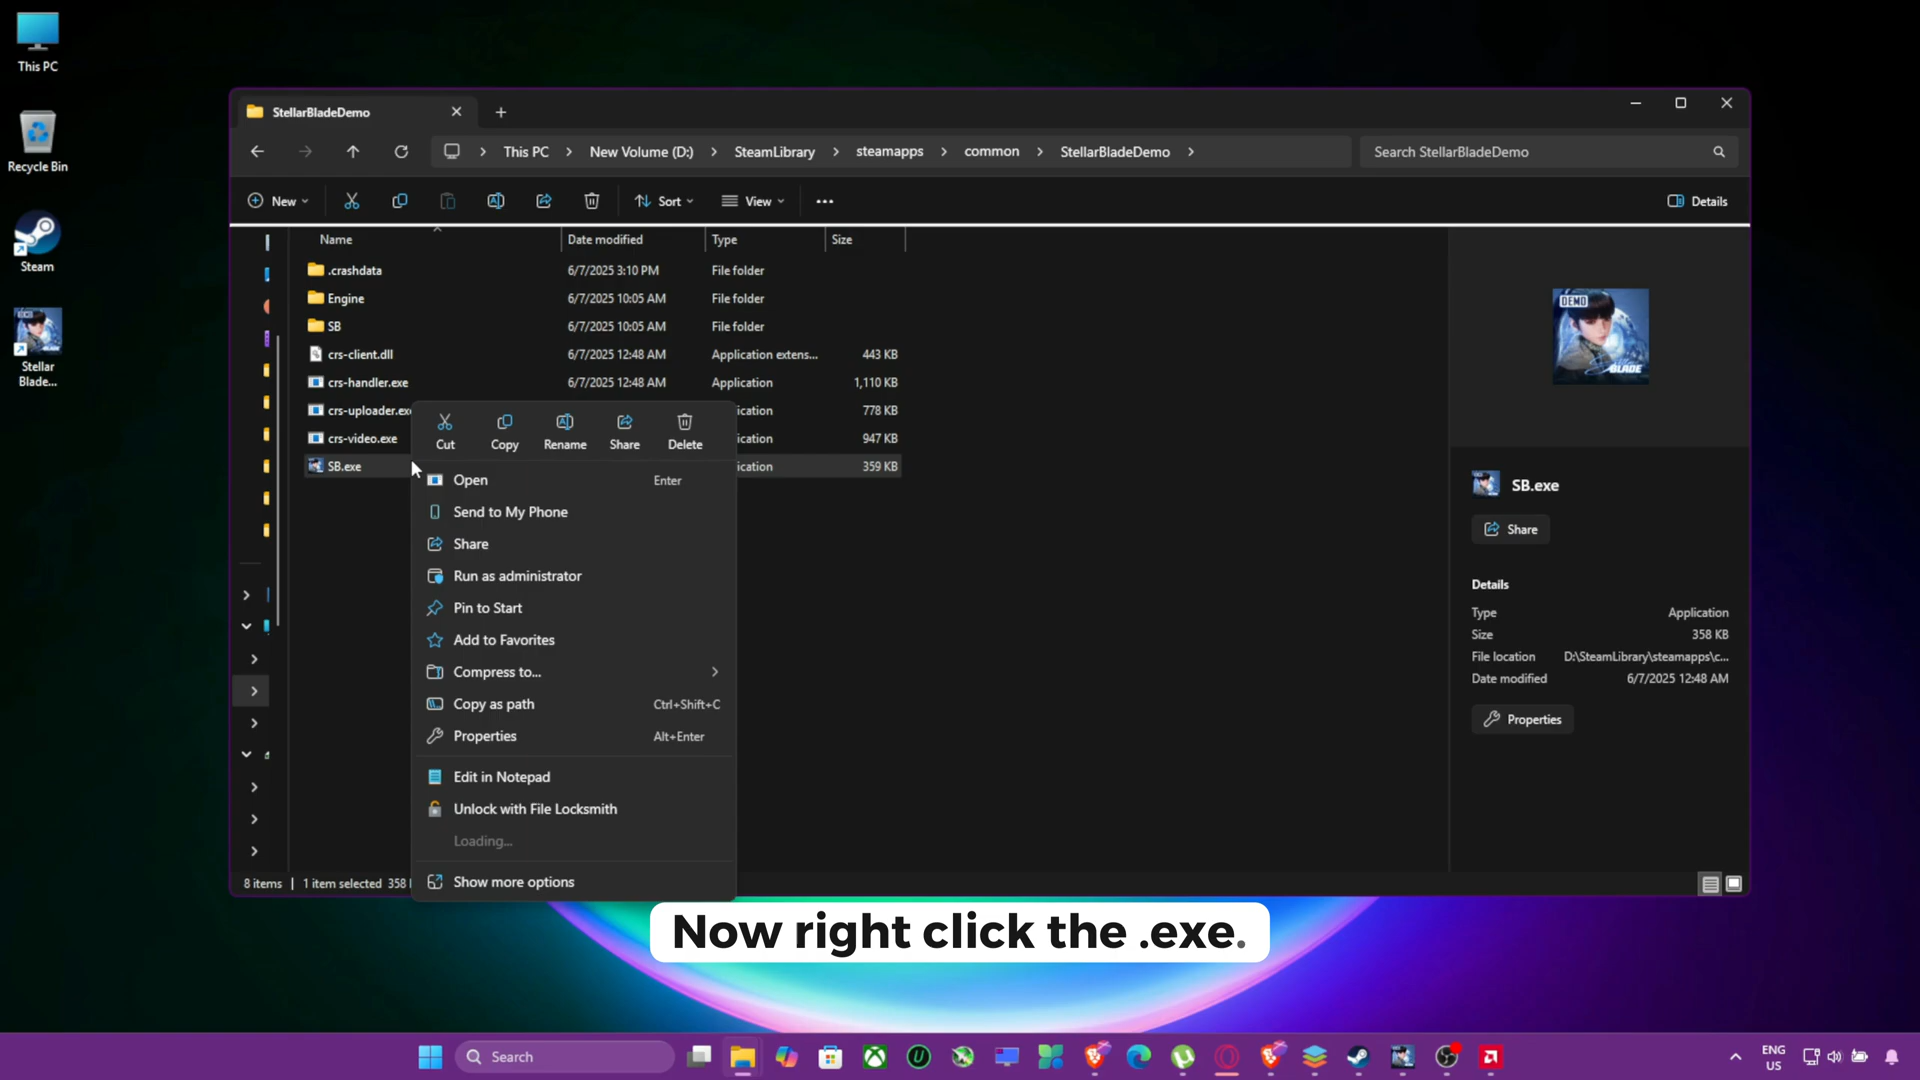 This PC
Recycle Bin
Steam
Stellar
Blade...
StellarBladeDemo
This PC
New Volume (D:)
SteamLibrary
steamapps
common
StellarBladeDemo
Search StellarBladeDemo
New
Sort
View
Details
Name Date modified Type Size
.crashdata 6/7/2025 3:10 PM File folder
Engine 6/7/2025 10:05 AM File folder
SB 6/7/2025 10:05 AM File folder
crs-client.dll 6/7/2025 12:48 AM Application extens... 443 KB
crs-handler.exe 6/7/2025 12:48 AM Application 1,110 KB
crs-uploader.exe ication 778 KB
crs-video.exe ication 947 KB
SB.exe ication 359 KB
Cut Copy Rename Share Delete
Open Enter
Send to My Phone
Share
Run as administrator
Pin to Start
Add to Favorites
Compress to...
Copy as path Ctrl+Shift+C
Properties Alt+Enter
Edit in Notepad
Unlock with File Locksmith
Loading...
Show more options
DEMO
BLADE
SB.exe
Share
Details
Type Application
Size 358 KB
File location D:\SteamLibrary\steamapps\c...
Date modified 6/7/2025 12:48 AM
Properties
8 items 1 item selected 358
Now right click the .exe.
Search
ENG
US